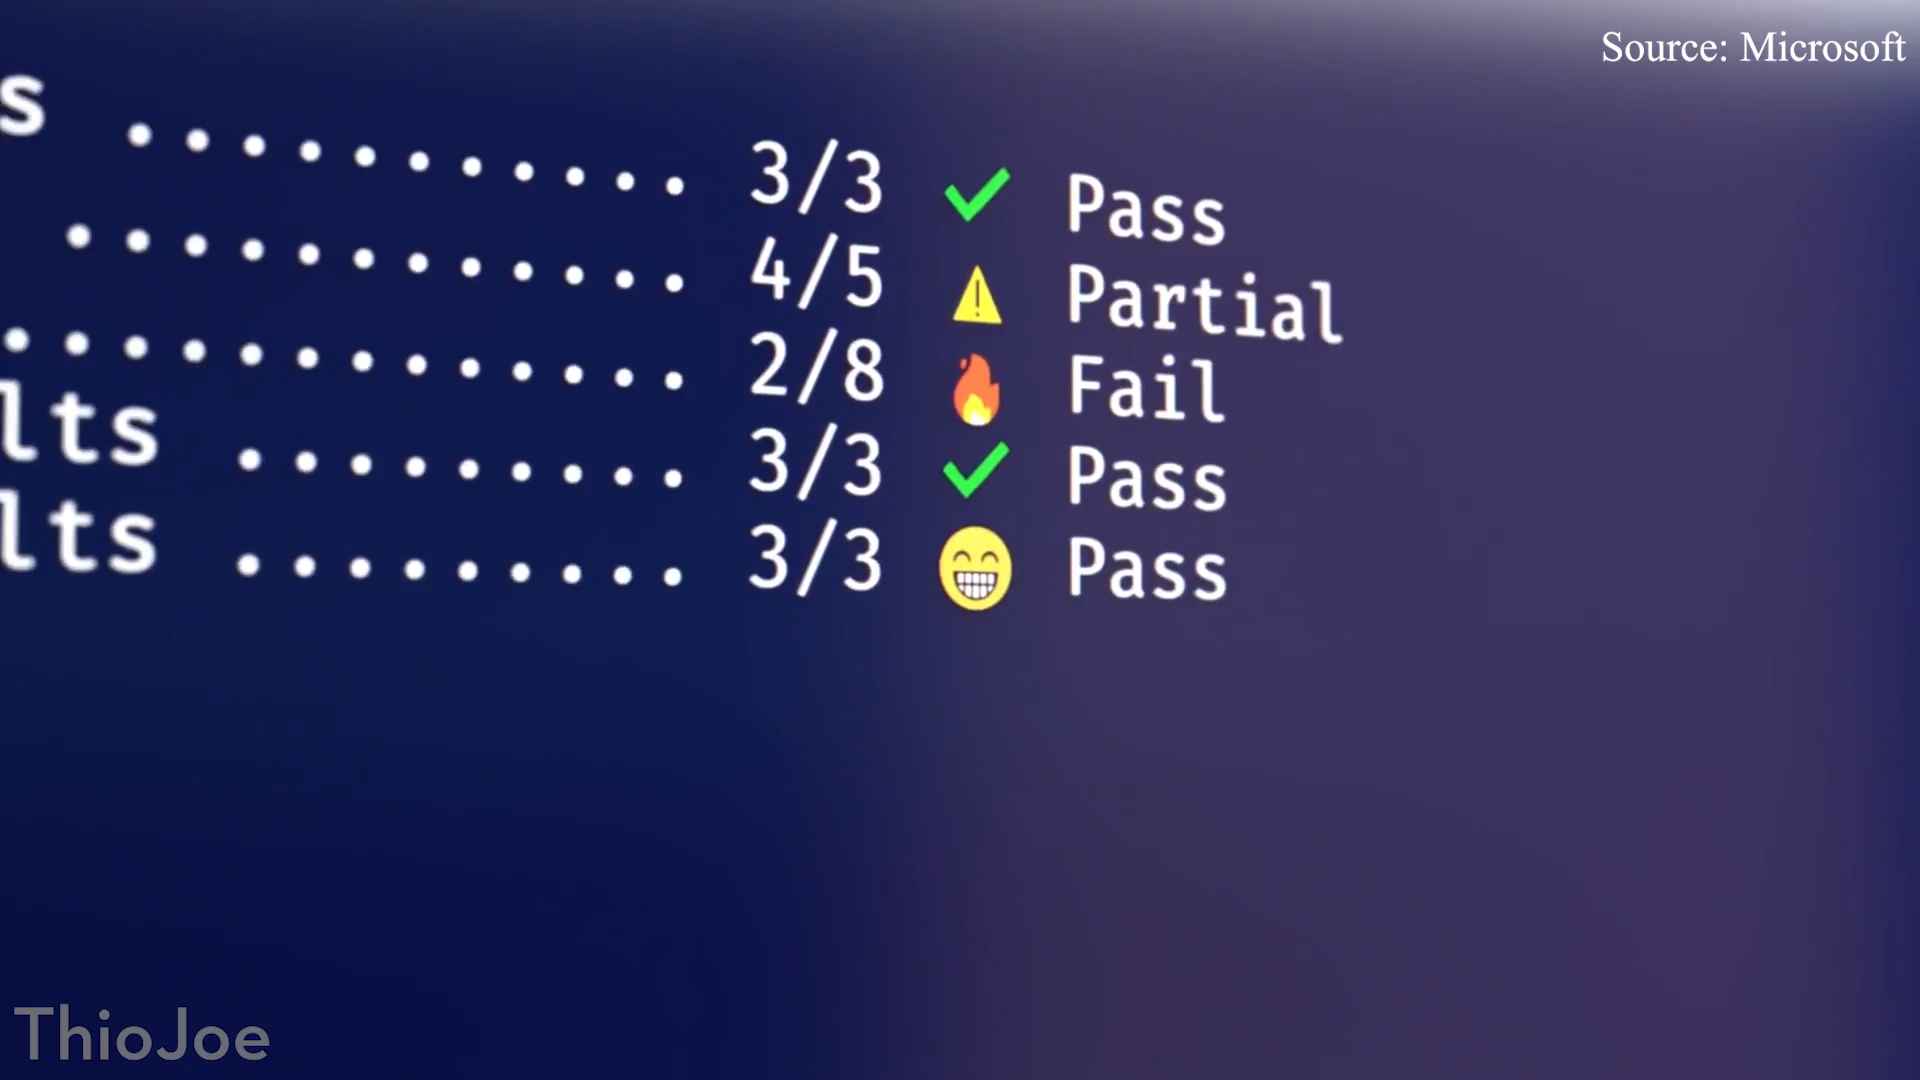 Source: Microsoft
s ........... 3/3 ✔ Pass
........... 4/5 ⚠ Partial
............. 2/8 🔥 Fail
lts ......... 3/3 ✔ Pass
lts ......... 3/3 😁 Pass
ThioJoe